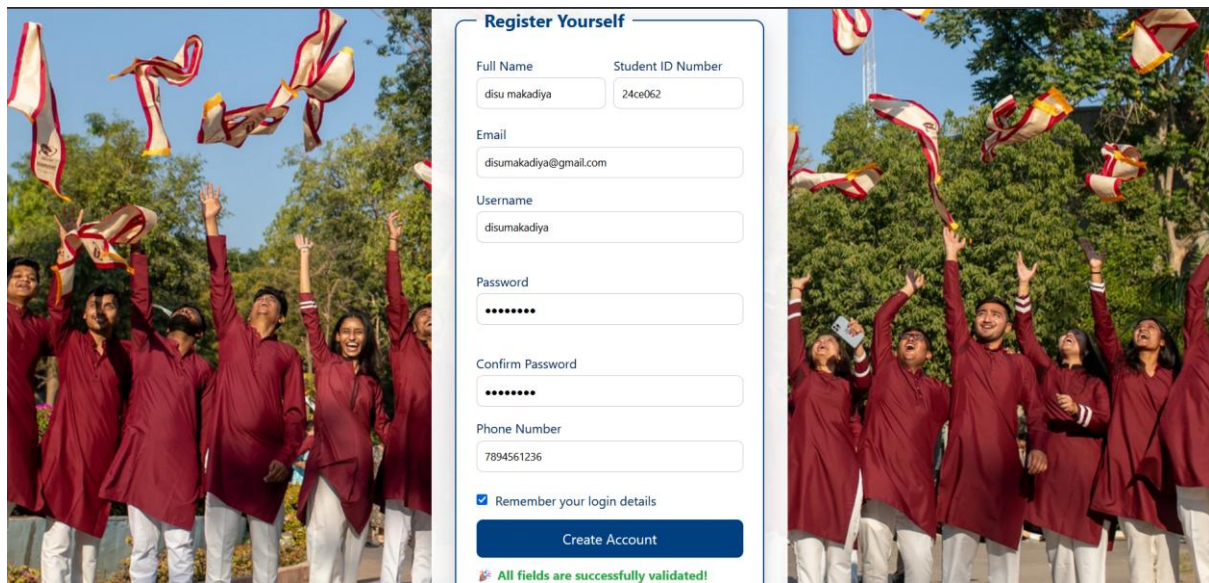 Register Yourself
Full Name Student ID Number
disu makadiya 24ce062
Email
disumakadiya@gmail.com
Username
disumakadiya
Password
••••••••
Confirm Password
••••••••
Phone Number
7894561236
Remember your login details
Create Account
🎉 All fields are successfully validated!